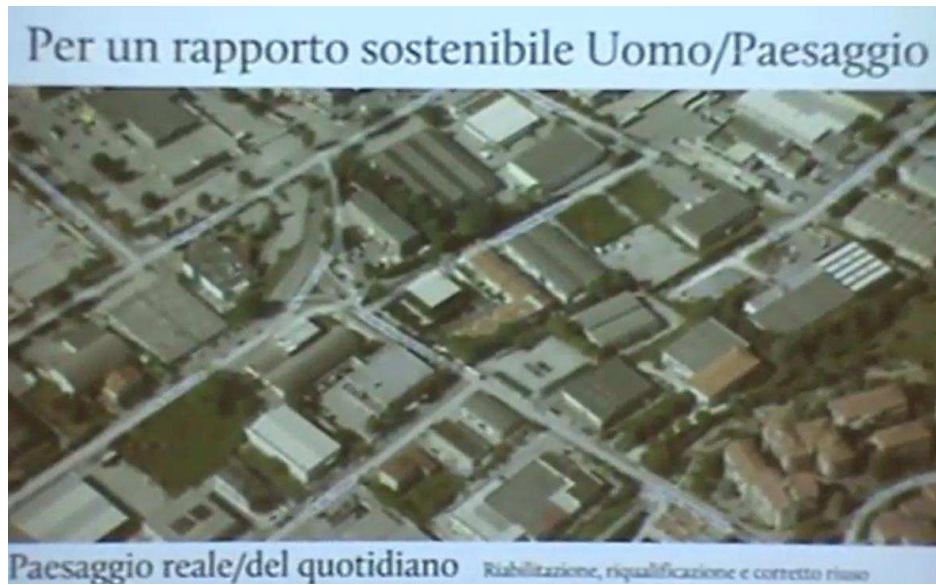 Per un rapporto sostenibile Uomo/Paesaggio
Paesaggio reale/del quotidiano
Riabilitazione, riqualificazione e corretto riuso